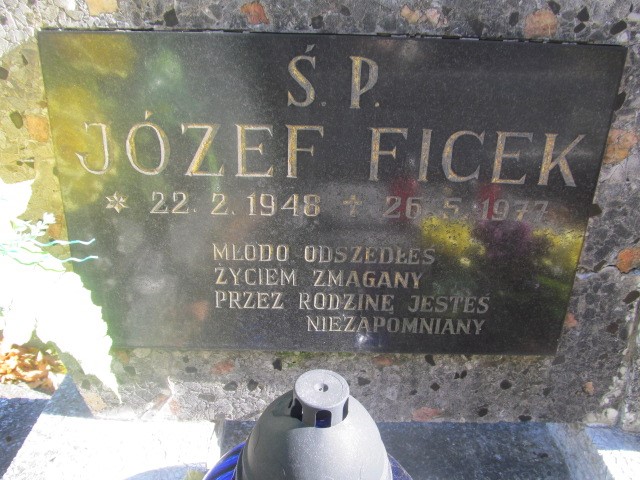 Ś. P.
JÓZEF FICEK
* 22. 2. 1948 + 26. 5. 1977
MŁODO ODSZEDŁEŚ
ŻYCIEM ZMAGANY
PRZEZ RODZINĘ JESTEŚ
NIEZAPOMNIANY